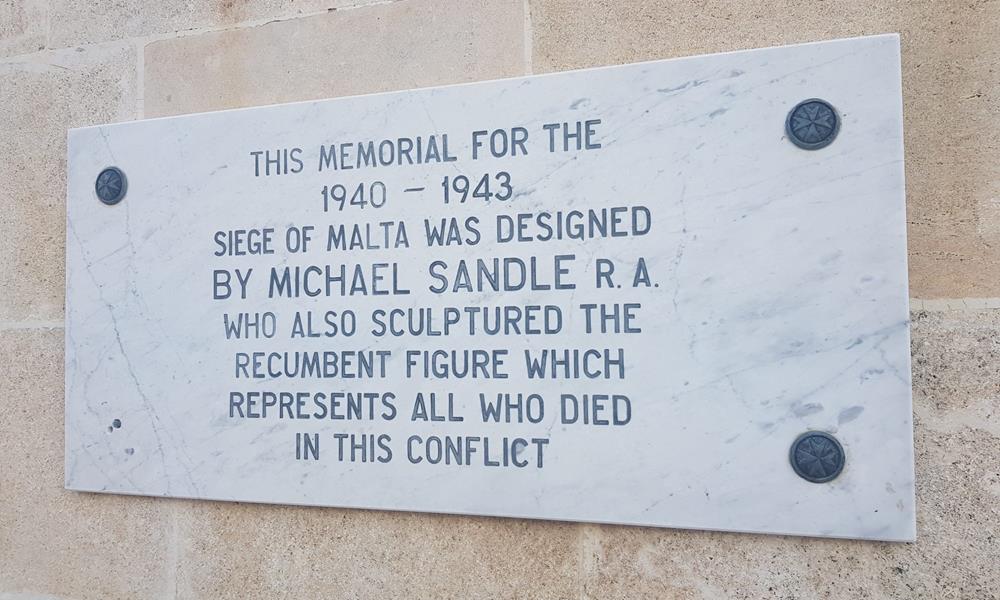 THIS MEMORIAL FOR THE
1940 – 1943
SIEGE OF MALTA WAS DESIGNED
BY MICHAEL SANDLE R. A.
WHO ALSO SCULPTURED THE
RECUMBENT FIGURE WHICH
REPRESENTS ALL WHO DIED
IN THIS CONFLICT